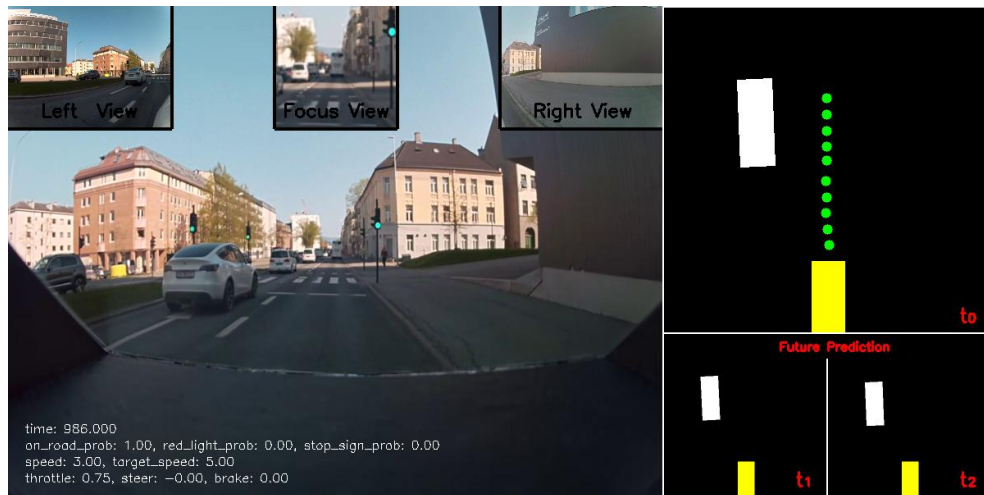 Left View
Focus View
Right View
time: 986.000
on_road_prob: 1.00, red_light_prob: 0.00, stop_sign_prob: 0.00
speed: 3.00, target_speed: 5.00
throttle: 0.75, steer: -0.00, brake: 0.00
t0
Future Prediction
t1
t2